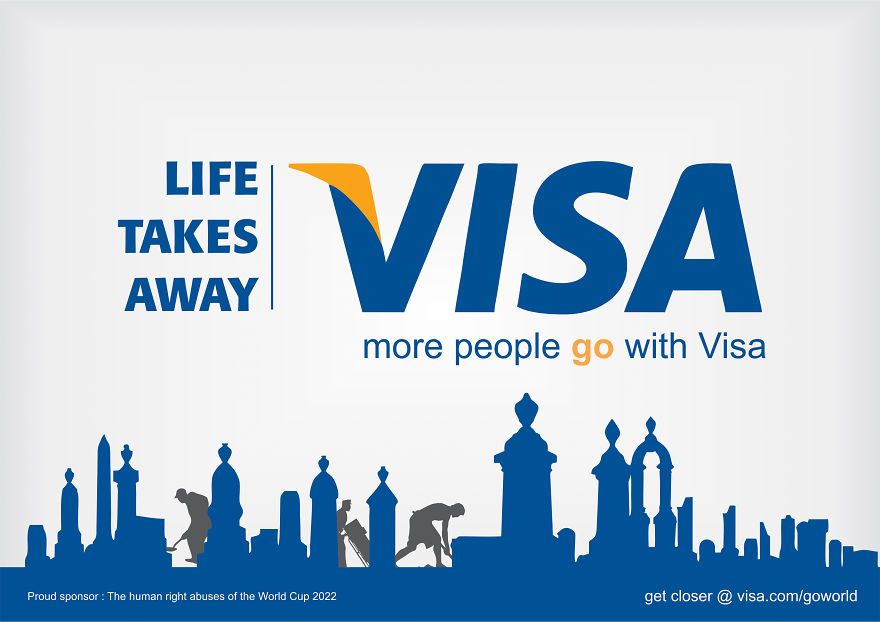 LIFE
TAKES
AWAY
VISA
more people go with Visa
Proud sponsor : The human right abuses of the World Cup 2022
get closer @ visa.com/goworld